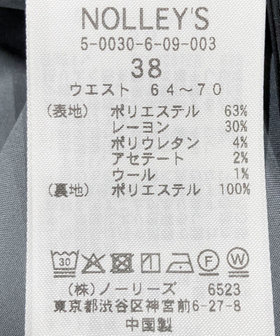 NOLLEY'S
5-0030-6-09-003
38
ウエスト 64~70
(表地) ポリエステル 63%
レーヨン 30%
ポリウレタン 4%
アセテート 2%
ウール 1%
(裏地) ポリエステル 100%
30 P W
(株) ノーリーズ 6523
東京都渋谷区神宮前6-27-8
中国製